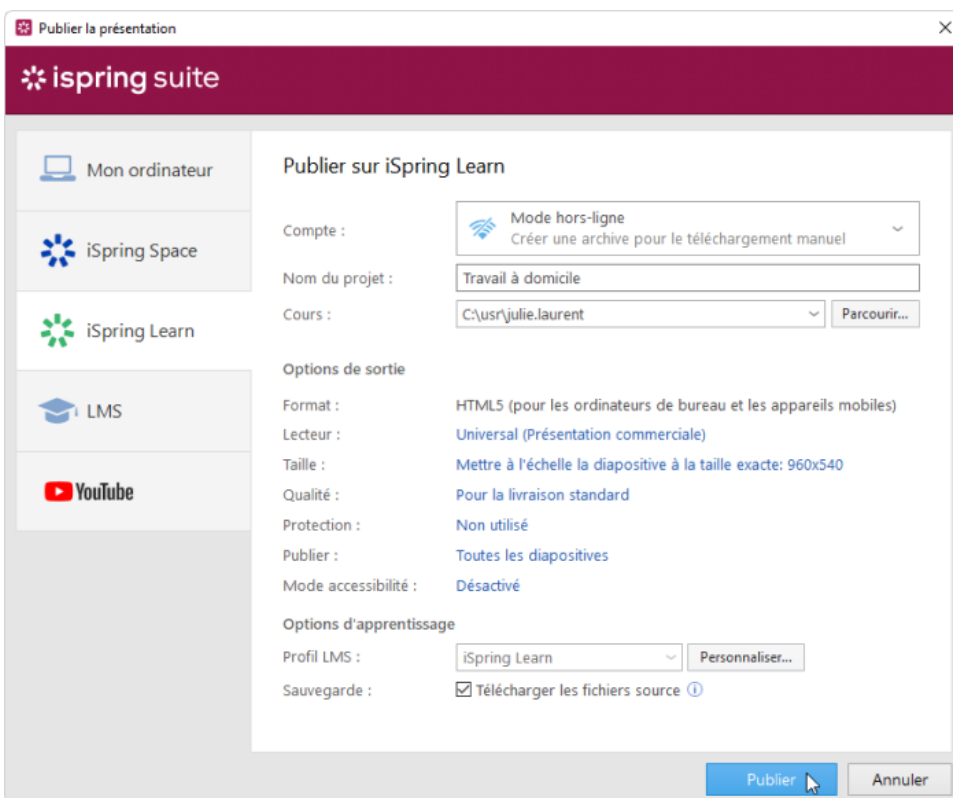 Publier la présentation
ispring suite
Mon ordinateur
iSpring Space
iSpring Learn
LMS
YouTube
Publier sur iSpring Learn
Compte :
Mode hors-ligne
Créer une archive pour le téléchargement manuel
Nom du projet : Travail à domicile
Cours : C:\usr\julie.laurent Parcourir...
Options de sortie
Format : HTML5 (pour les ordinateurs de bureau et les appareils mobiles)
Lecteur : Universal (Présentation commerciale)
Taille : Mettre à l'échelle la diapositive à la taille exacte: 960x540
Qualité : Pour la livraison standard
Protection : Non utilisé
Publier : Toutes les diapositives
Mode accessibilité : Désactivé
Options d'apprentissage
Profil LMS : iSpring Learn Personnaliser...
Sauvegarde : Télécharger les fichiers source
Publier Annuler